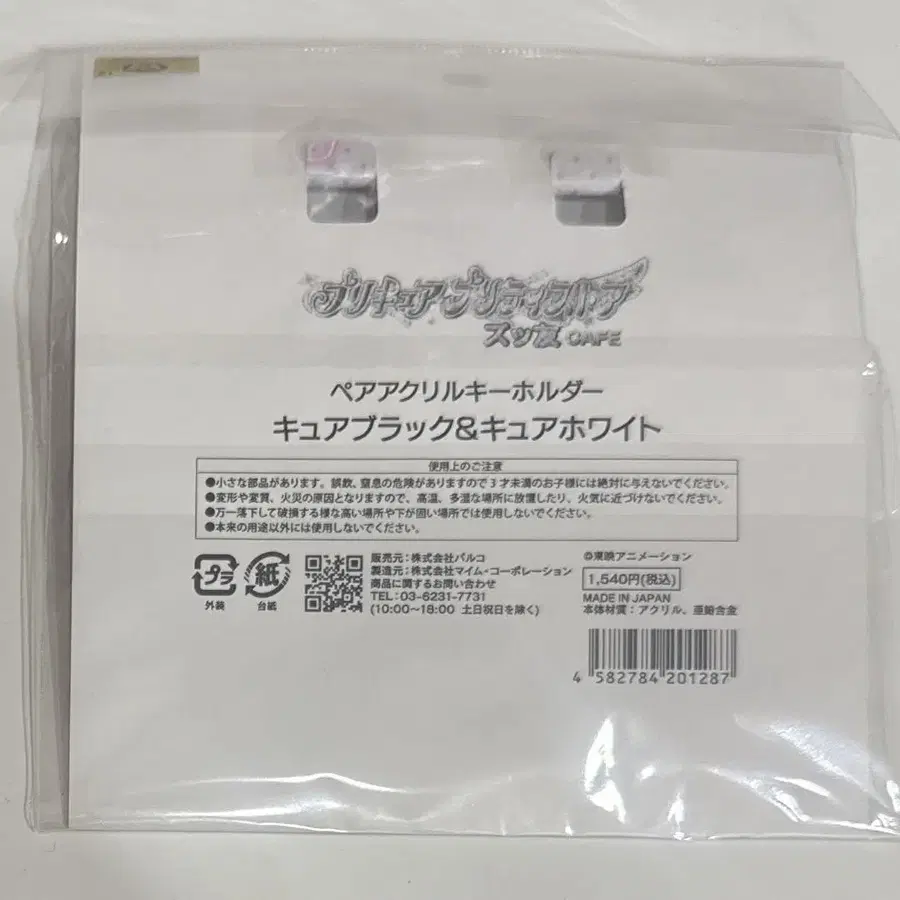 プリキュアプリティストア
ズッ友 CAFE
ペアアクリルキーホルダー
キュアブラック&キュアホワイト
使用上のご注意
●小さな部品があります。誤飲、窒息の危険がありますので3才未満のお子様には絶対に与えないでください。
●変形や変質、火災の原因となりますので、高温、多湿な場所に放置したり、火気に近づけないでください。
●万一落下して破損する様な高い場所や下が固い場所では使用しないでください。
●本来の用途以外には使用しないでください。
プラ
外装
紙
台紙
販売元：株式会社パルコ
製造元：株式会社マイム・コーポレーション
商品に関するお問い合わせ
TEL：03-6231-7731
(10:00～18:00 土日祝日を除く)
©東映アニメーション
1,540円(税込)
MADE IN JAPAN
本体材質：アクリル、亜鉛合金
4 582784 201287